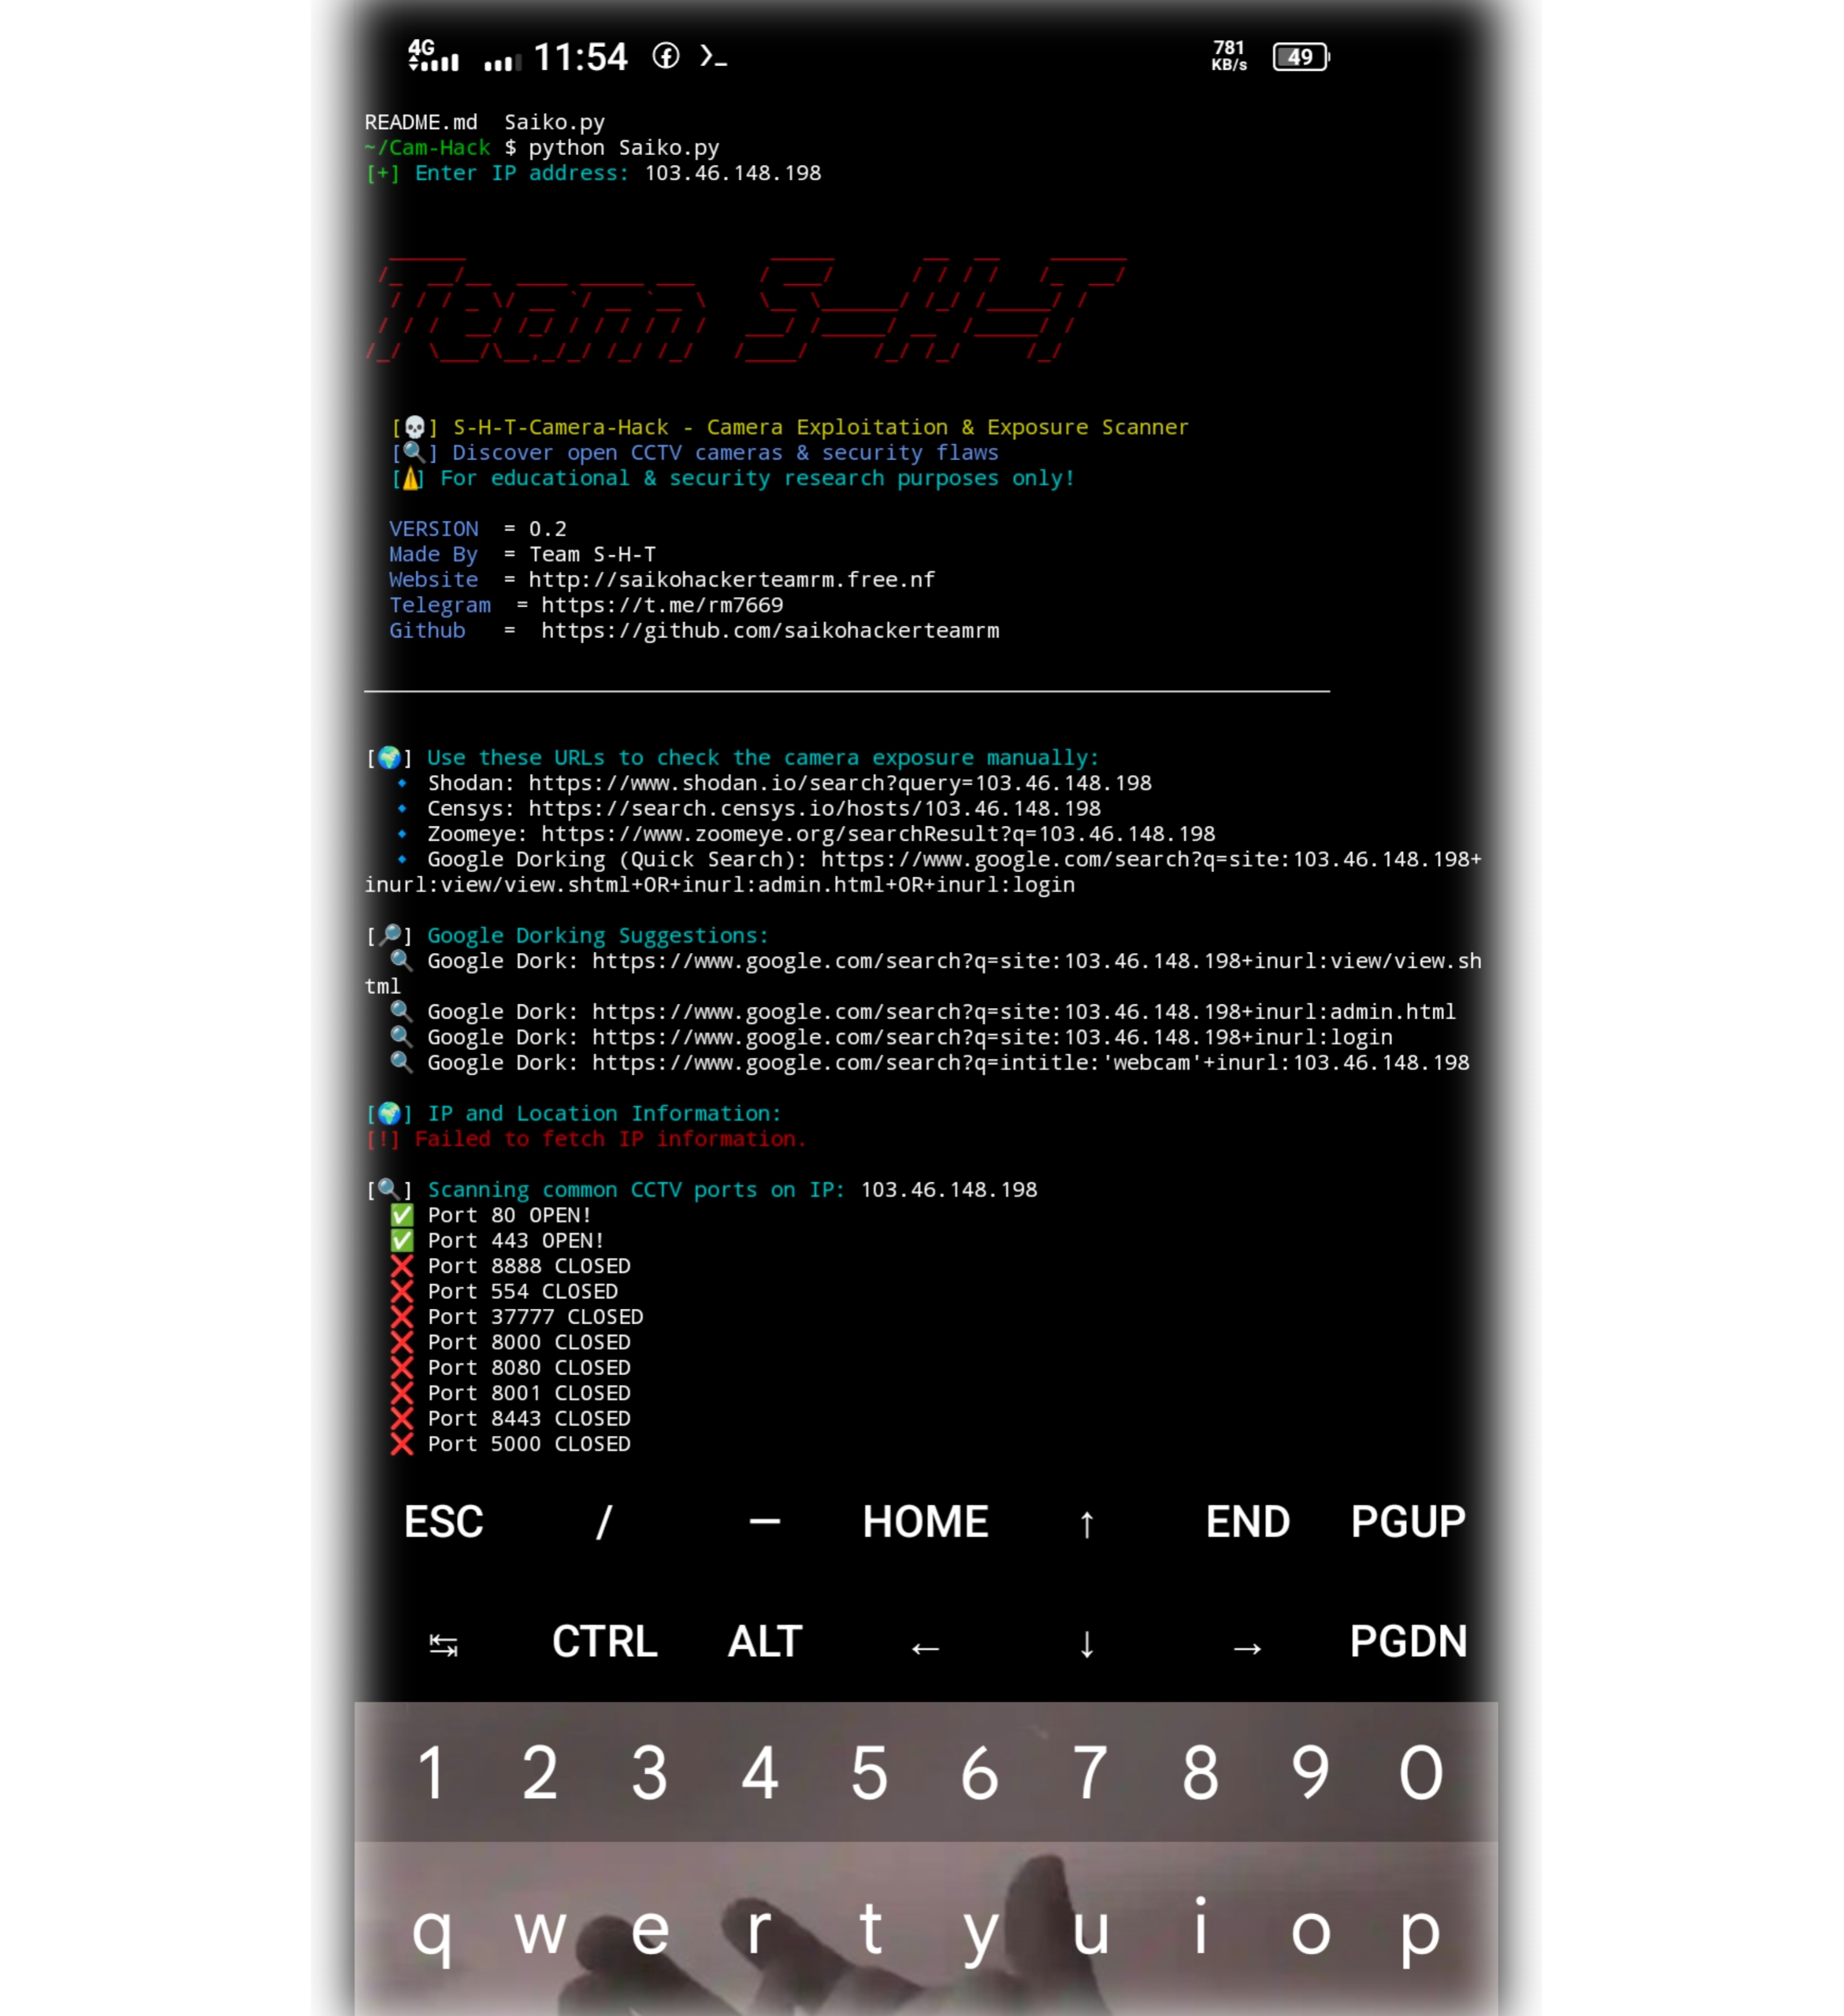 4G 11:54 781 KB/s 49
README.md  Saiko.py
~/Cam-Hack $ python Saiko.py
[+] Enter IP address: 103.46.148.198
Team S-H-T
[💀] S-H-T-Camera-Hack - Camera Exploitation & Exposure Scanner
[🔍] Discover open CCTV cameras & security flaws
[⚠️] For educational & security research purposes only!
VERSION  = 0.2
Made By  = Team S-H-T
Website  = http://saikohackerteamrm.free.nf
Telegram  = https://t.me/rm7669
Github   =  https://github.com/saikohackerteamrm
[🌍] Use these URLs to check the camera exposure manually:
🔹 Shodan: https://www.shodan.io/search?query=103.46.148.198
🔹 Censys: https://search.censys.io/hosts/103.46.148.198
🔹 Zoomeye: https://www.zoomeye.org/searchResult?q=103.46.148.198
🔹 Google Dorking (Quick Search): https://www.google.com/search?q=site:103.46.148.198+
inurl:view/view.shtml+OR+inurl:admin.html+OR+inurl:login
[🔎] Google Dorking Suggestions:
🔍 Google Dork: https://www.google.com/search?q=site:103.46.148.198+inurl:view/view.sh
tml
🔍 Google Dork: https://www.google.com/search?q=site:103.46.148.198+inurl:admin.html
🔍 Google Dork: https://www.google.com/search?q=site:103.46.148.198+inurl:login
🔍 Google Dork: https://www.google.com/search?q=intitle:'webcam'+inurl:103.46.148.198
[🌍] IP and Location Information:
[!] Failed to fetch IP information.
[🔍] Scanning common CCTV ports on IP: 103.46.148.198
✅ Port 80 OPEN!
✅ Port 443 OPEN!
❌ Port 8888 CLOSED
❌ Port 554 CLOSED
❌ Port 37777 CLOSED
❌ Port 8000 CLOSED
❌ Port 8080 CLOSED
❌ Port 8001 CLOSED
❌ Port 8443 CLOSED
❌ Port 5000 CLOSED
ESC / — HOME ↑ END PGUP
↹ CTRL ALT ← ↓ → PGDN
1 2 3 4 5 6 7 8 9 0
q w e r t y u i o p